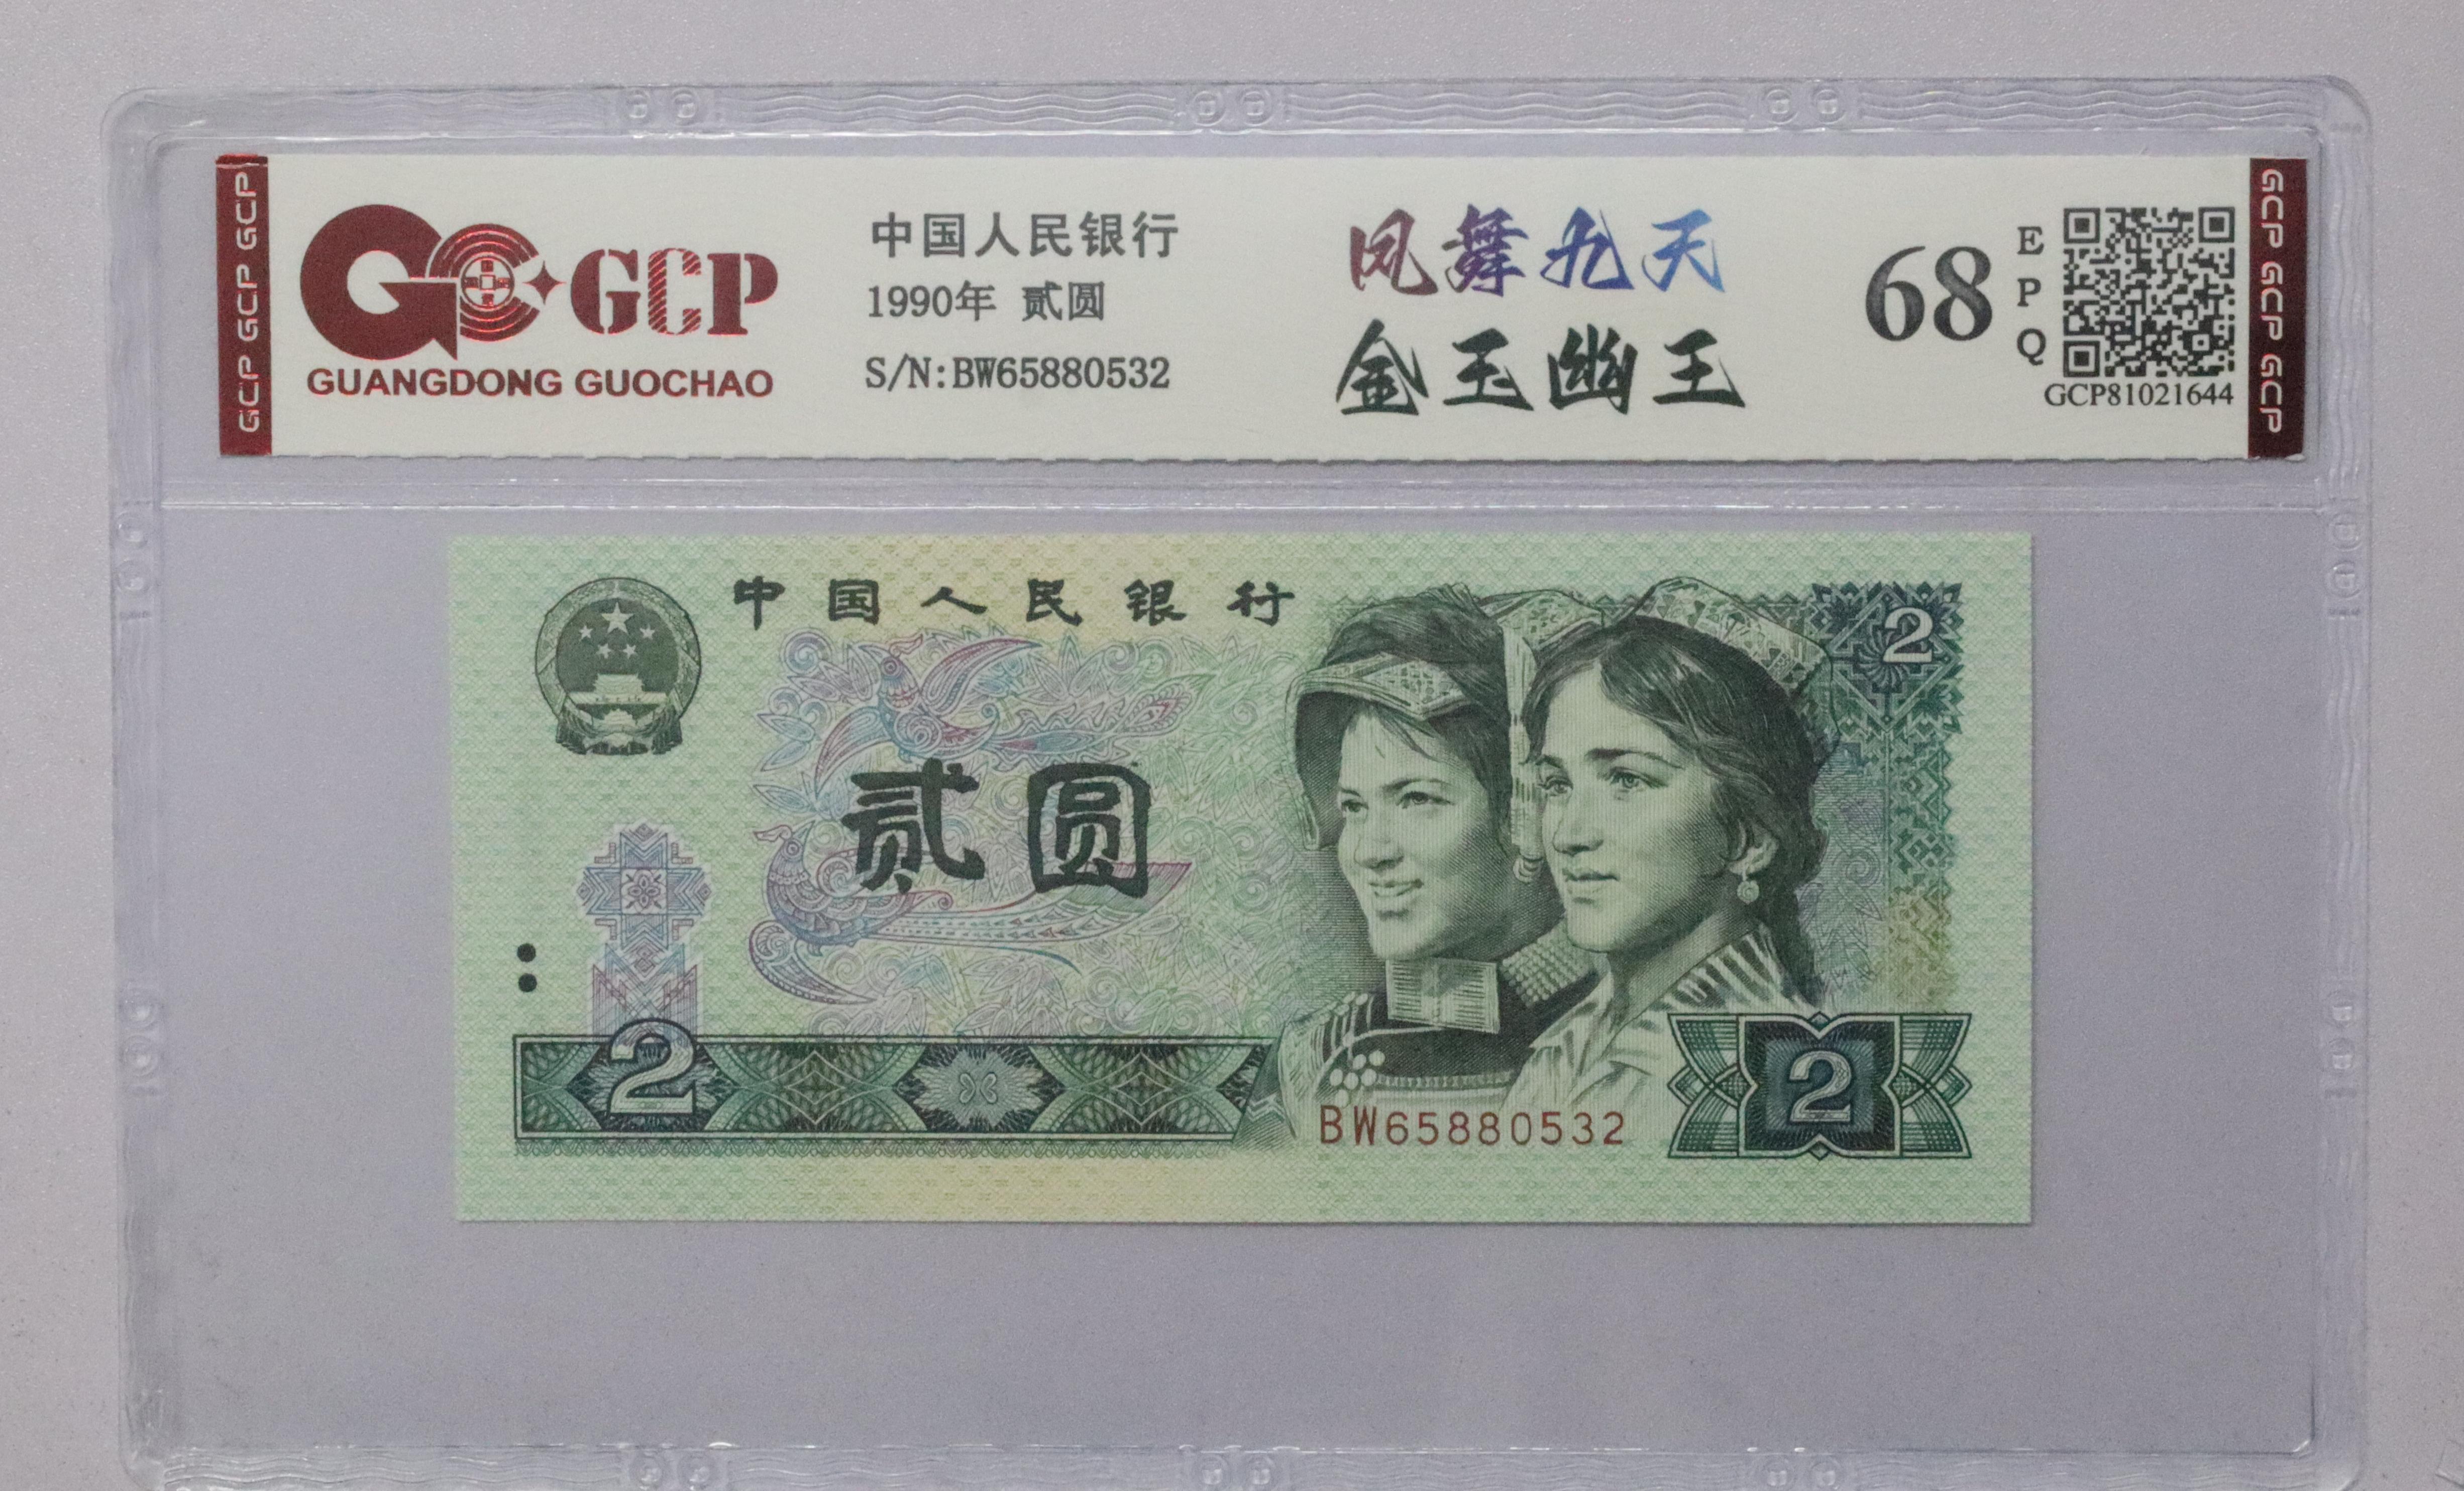 GCP GCP GCP
GCP
GUANGDONG GUOCHAO
中国人民银行
1990年 贰圆
S/N:BW65880532
凤舞九天
金玉幽王
68
EPQ
GCP81021644
GCP GCP GCP
中国人民银行
2
贰圆
2
BW65880532
2